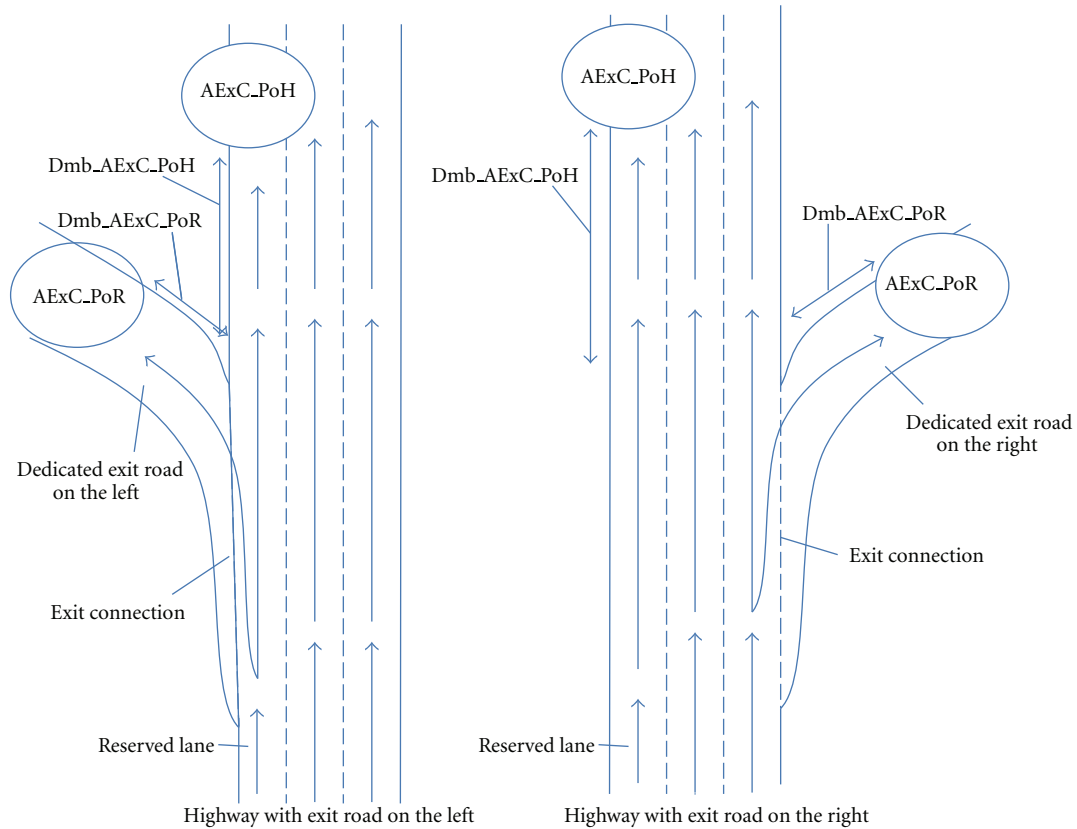 AExC_PoH
Dmb_AExC_PoH
Dmb_AExC_PoR
AExC_PoR
Dedicated exit road
on the left
Exit connection
Reserved lane
Highway with exit road on the left
AExC_PoH
Dmb_AExC_PoH
Dmb_AExC_PoR
AExC_PoR
Dedicated exit road
on the right
Exit connection
Reserved lane
Highway with exit road on the right